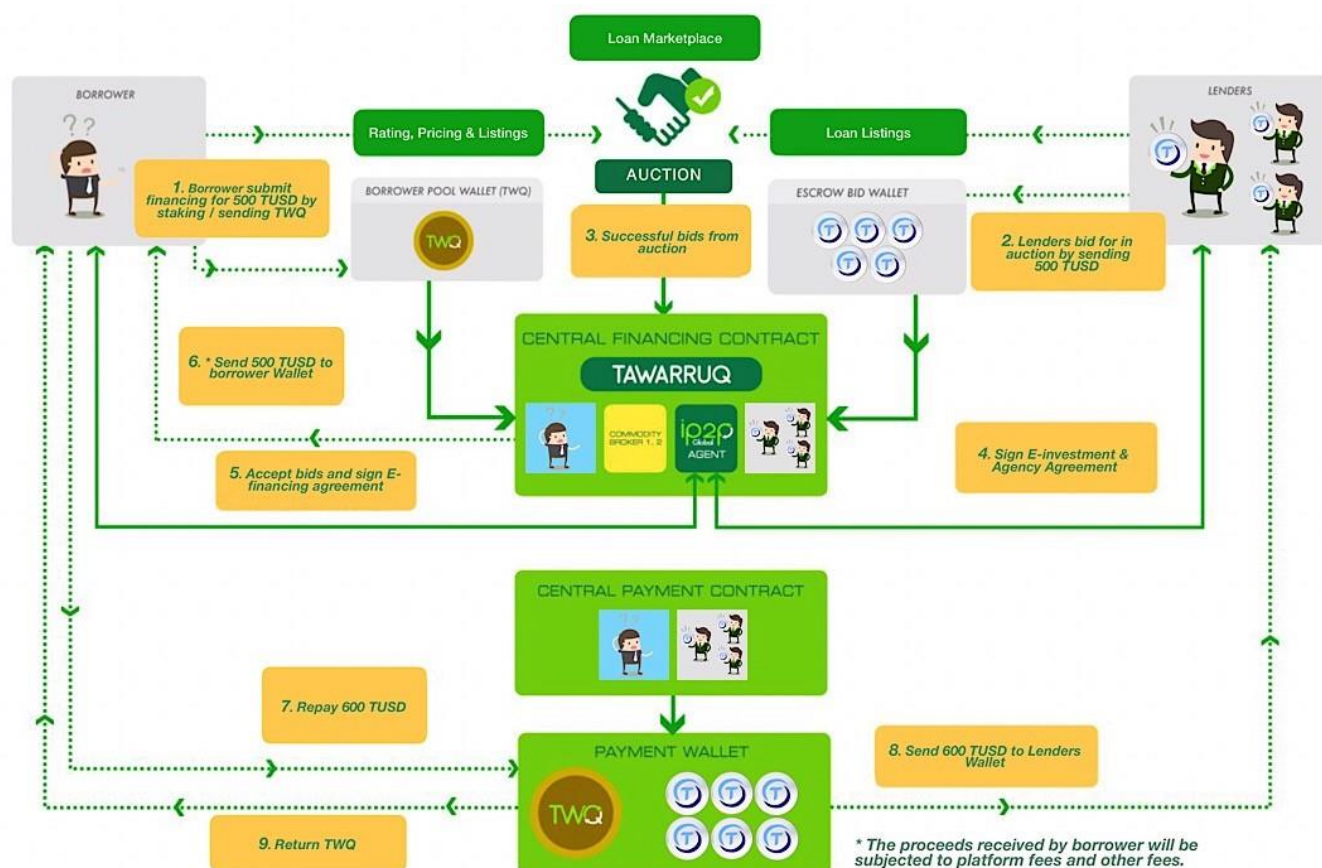 Loan Marketplace
BORROWER
? ?
LENDERS
Rating, Pricing & Listings
Loan Listings
1. Borrower submit
financing for 500 TUSD by
staking / sending TWQ
BORROWER POOL WALLET (TWQ)
TWQ
AUCTION
3. Successful bids from
auction
ESCROW BID WALLET
2. Lenders bid for in
auction by sending
500 TUSD
6. * Send 500 TUSD to
borrower Wallet
CENTRAL FINANCING CONTRACT
TAWARRUQ
? ?
COMMODITY
BROKER 1, 2
ip2p
Global
AGENT
5. Accept bids and sign E-
financing agreement
4. Sign E-investment &
Agency Agreement
CENTRAL PAYMENT CONTRACT
? ?
7. Repay 600 TUSD
PAYMENT WALLET
TWQ
8. Send 600 TUSD to Lenders
Wallet
9. Return TWQ
* The proceeds received by borrower will be
subjected to platform fees and other fees.